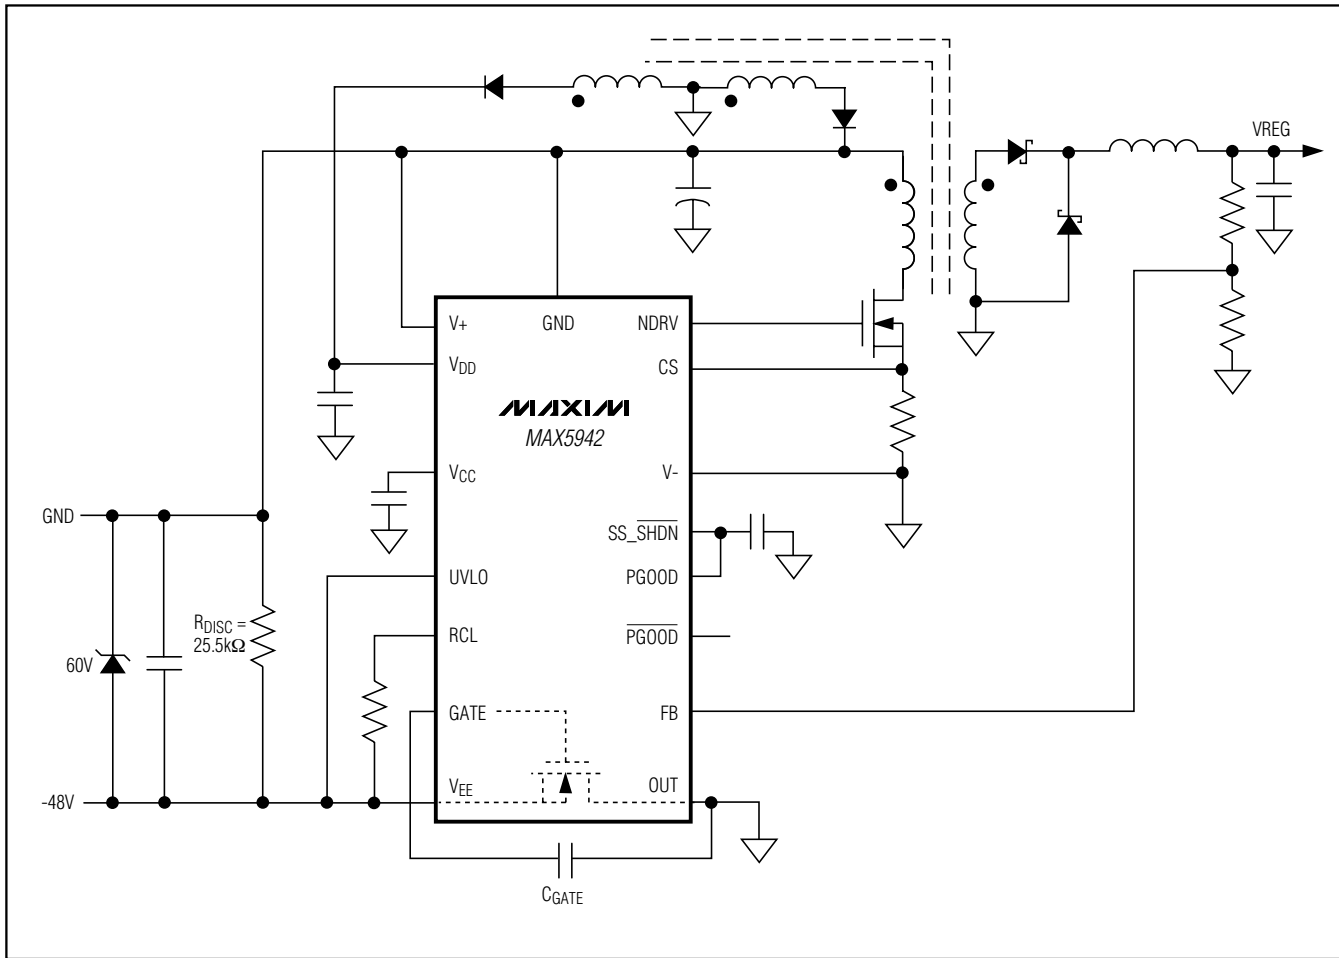 VREG
V+
GND
NDRV
VDD
CS
MAXIM
MAX5942
VCC
V-
GND
SS_SHDN
UVLO
PGOOD
RDISC =
25.5kΩ
RCL
PGOOD
60V
GATE
FB
VEE
OUT
-48V
CGATE